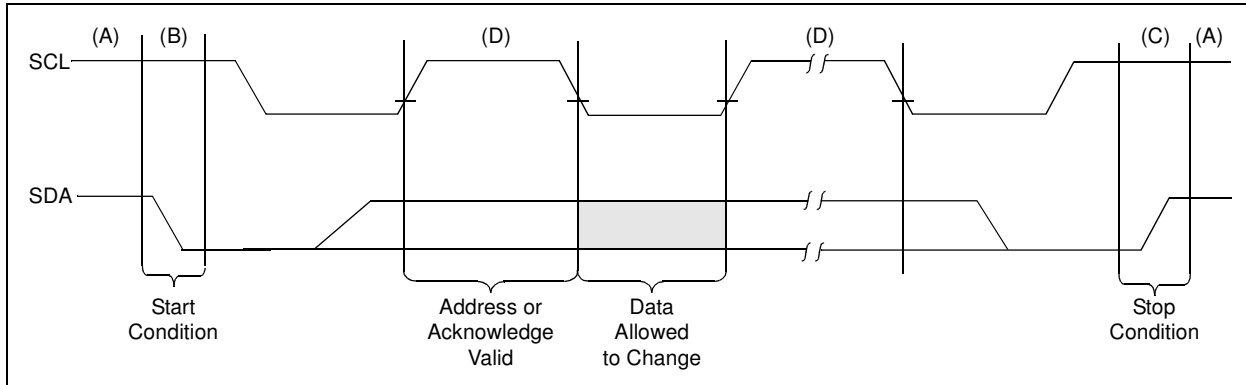 (A) (B) (D) (D) (C) (A)
SCL
SDA
Start
Condition
Address or
Acknowledge
Valid
Data
Allowed
to Change
Stop
Condition